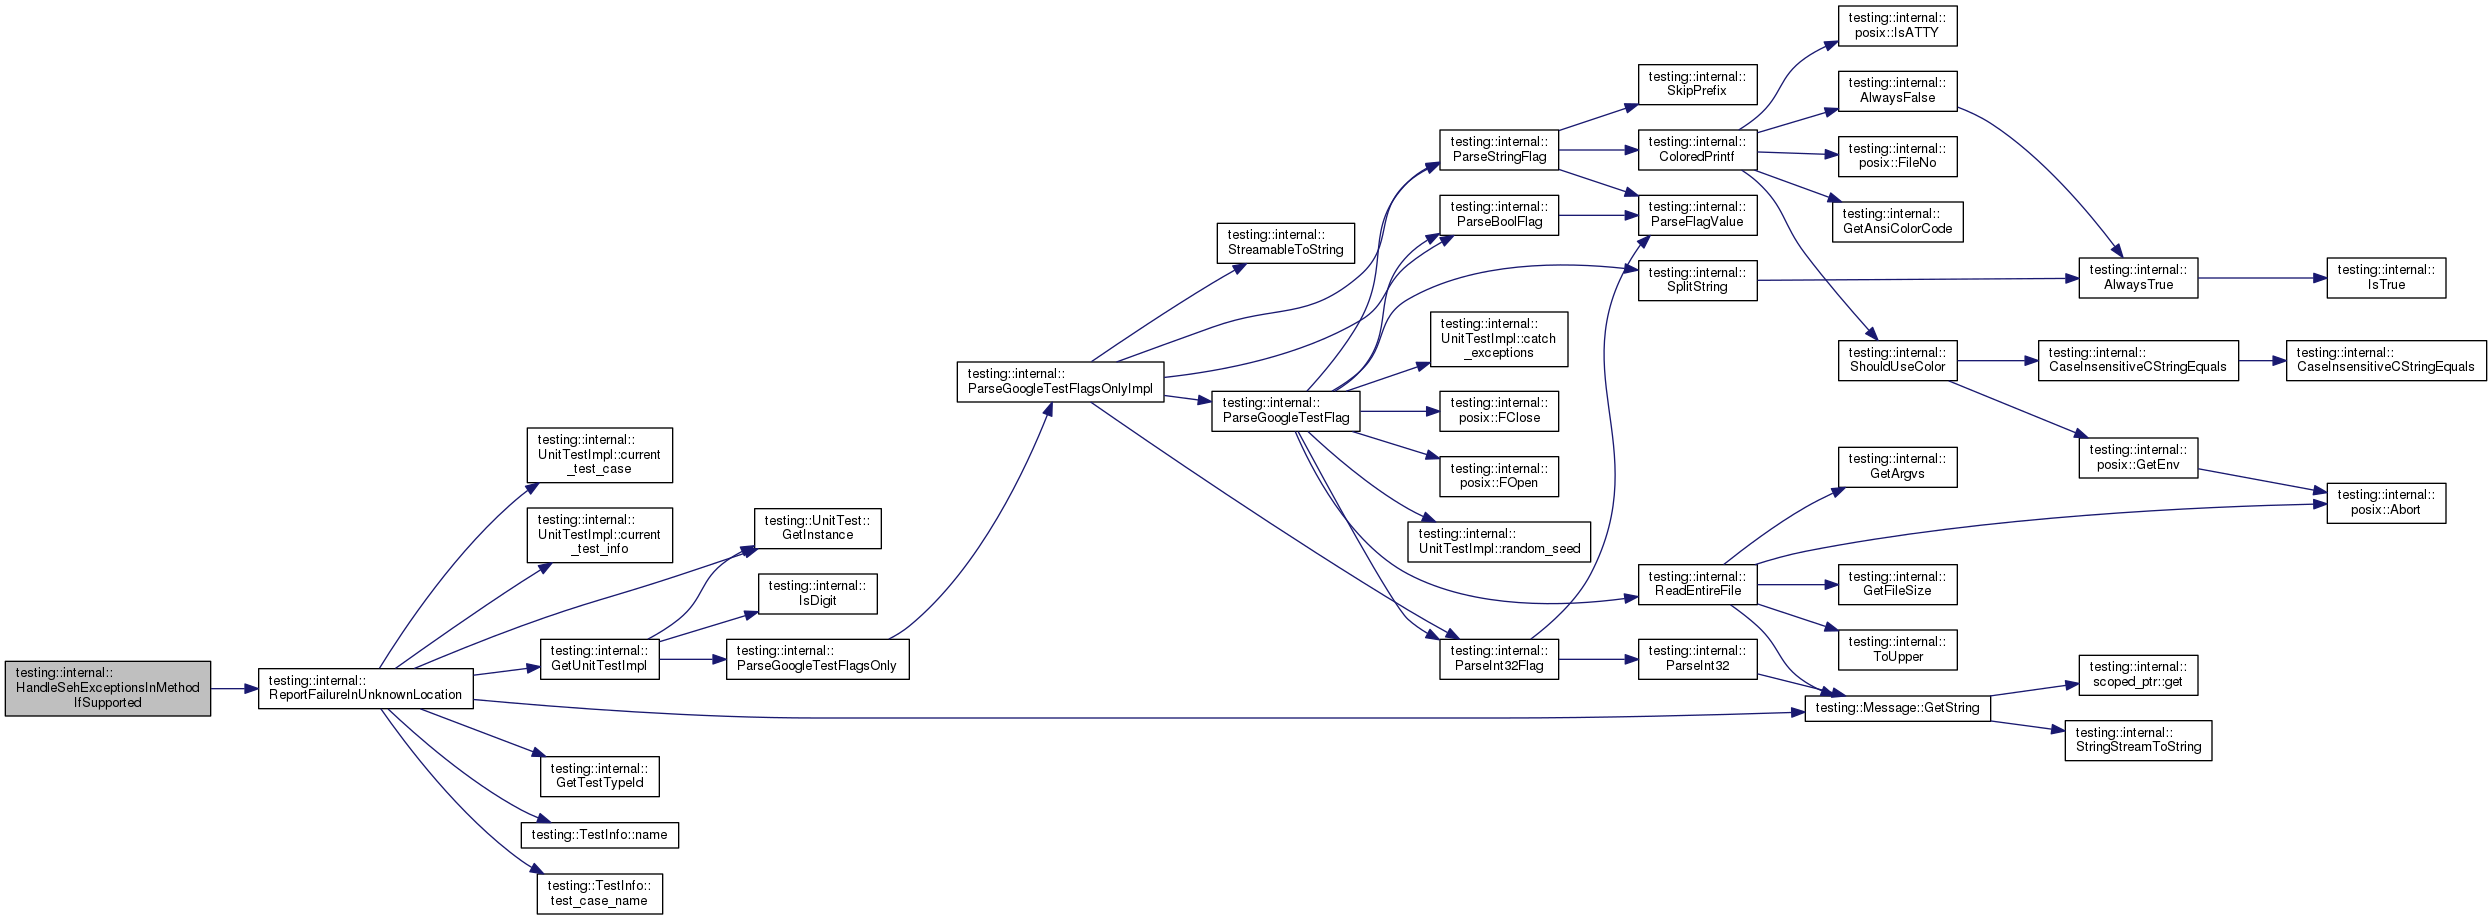 testing::internal::
HandleSehExceptionsInMethod
IfSupported
testing::internal::
ReportFailureInUnknownLocation
testing::internal::
UnitTestImpl::current
_test_case
testing::internal::
UnitTestImpl::current
_test_info
testing::UnitTest::
GetInstance
testing::internal::
IsDigit
testing::internal::
GetUnitTestImpl
testing::internal::
ParseGoogleTestFlagsOnly
testing::internal::
GetTestTypeId
testing::TestInfo::name
testing::TestInfo::
test_case_name
testing::internal::
ParseGoogleTestFlagsOnlyImpl
testing::internal::
StreamableToString
testing::internal::
ParseGoogleTestFlag
testing::internal::
ParseStringFlag
testing::internal::
ParseBoolFlag
testing::internal::
UnitTestImpl::catch
_exceptions
testing::internal::
posix::FClose
testing::internal::
posix::FOpen
testing::internal::
UnitTestImpl::random_seed
testing::internal::
ParseInt32Flag
testing::internal::
SkipPrefix
testing::internal::
ColoredPrintf
testing::internal::
ParseFlagValue
testing::internal::
SplitString
testing::internal::
ReadEntireFile
testing::internal::
ParseInt32
testing::internal::
posix::IsATTY
testing::internal::
AlwaysFalse
testing::internal::
posix::FileNo
testing::internal::
GetAnsiColorCode
testing::internal::
ShouldUseColor
testing::internal::
GetArgvs
testing::internal::
GetFileSize
testing::internal::
ToUpper
testing::Message::GetString
testing::internal::
AlwaysTrue
testing::internal::
IsTrue
testing::internal::
CaseInsensitiveCStringEquals
testing::internal::
CaseInsensitiveCStringEquals
testing::internal::
posix::GetEnv
testing::internal::
posix::Abort
testing::internal::
scoped_ptr::get
testing::internal::
StringStreamToString